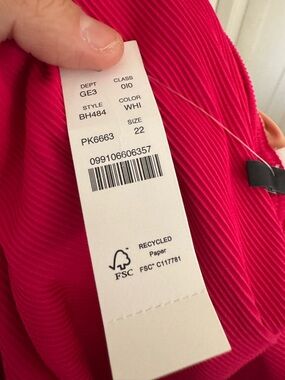 DEPT CLASS
GE3 010
STYLE COLOR
BH484 WHI
SIZE
PK6663 22
099106606357
RECYCLED
Paper
FSC
FSC® C117781